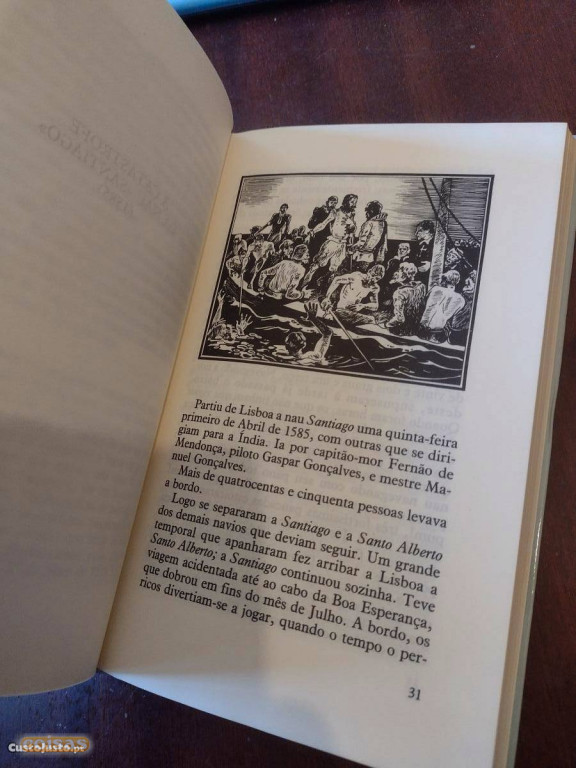 Partiu de Lisboa a nau Santiago uma quinta-feira
primeiro de Abril de 1585, com outras que se diri-
giam para a Índia. Ia por capitão-mor Fernão de
Mendonça, piloto Gaspar Gonçalves, e mestre Ma-
nuel Gonçalves.
Mais de quatrocentas e cinquenta pessoas levava
a bordo.
Logo se separaram a Santiago e a Santo Alberto
dos demais navios que deviam seguir. Um grande
temporal que apanharam fez arribar a Lisboa a
Santo Alberto; a Santiago continuou sozinha. Teve
viagem acidentada até ao cabo da Boa Esperança,
que dobrou em fins do mês de Julho. A bordo, os
ricos divertiam-se a jogar, quando o tempo o per-
31
CustoJusto.pt
coisas